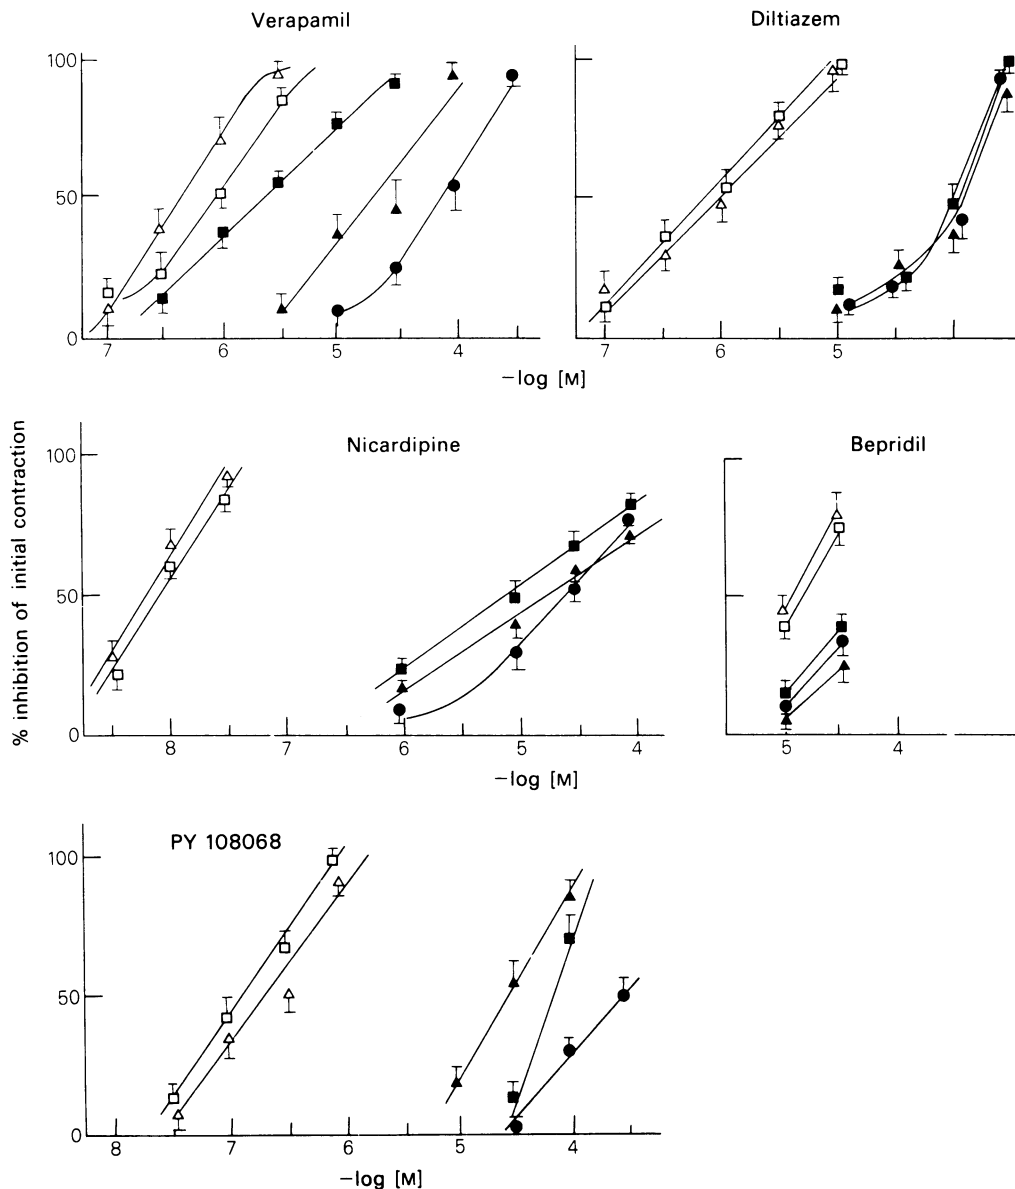 Verapamil
Diltiazem
100
50
0
7 6 5 4
7 6 5
−log [M]
% inhibition of initial contraction
Nicardipine
Bepridil
100
50
0
8 7 6 5 4
5 4
−log [M]
PY 108068
100
50
0
8 7 6 5 4
−log [M]